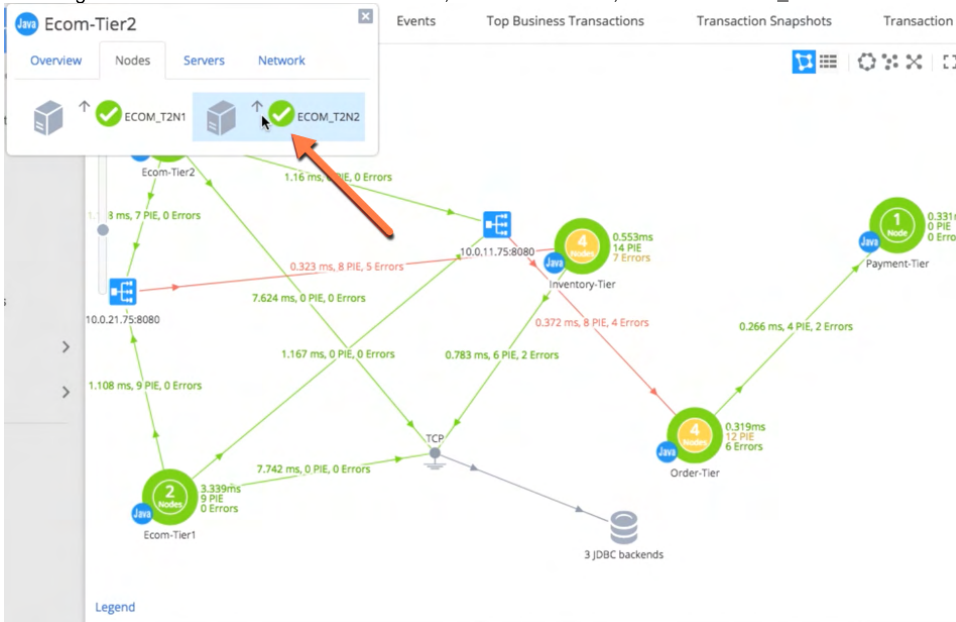 Java Ecom-Tier2
Events Top Business Transactions Transaction Snapshots Transaction
Overview Nodes Servers Network
ECOM_T2N1 ECOM_T2N2
Ecom-Tier2
1.16 ms, 0 PIE, 0 Errors
ms, 7 PIE, 0 Errors
1
Node
0 PIE
Java
Payment-Tier
10.0.11.75:8080
4
Nodes
0.553ms
14 PIE
7 Errors
Java
Inventory-Tier
0.323 ms, 8 PIE, 5 Errors
7.624 ms, 0 PIE, 0 Errors
10.0.21.75:8080
0.372 ms, 8 PIE, 4 Errors
0.266 ms, 4 PIE, 2 Errors
1.167 ms, 0 PIE, 0 Errors
0.783 ms, 6 PIE, 2 Errors
1.108 ms, 9 PIE, 0 Errors
TCP
4
Nodes
0.319ms
12 PIE
6 Errors
Java
Order-Tier
7.742 ms, 0 PIE, 0 Errors
2
Nodes
3.339ms
9 PIE
0 Errors
Java
Ecom-Tier1
3 JDBC backends
Legend